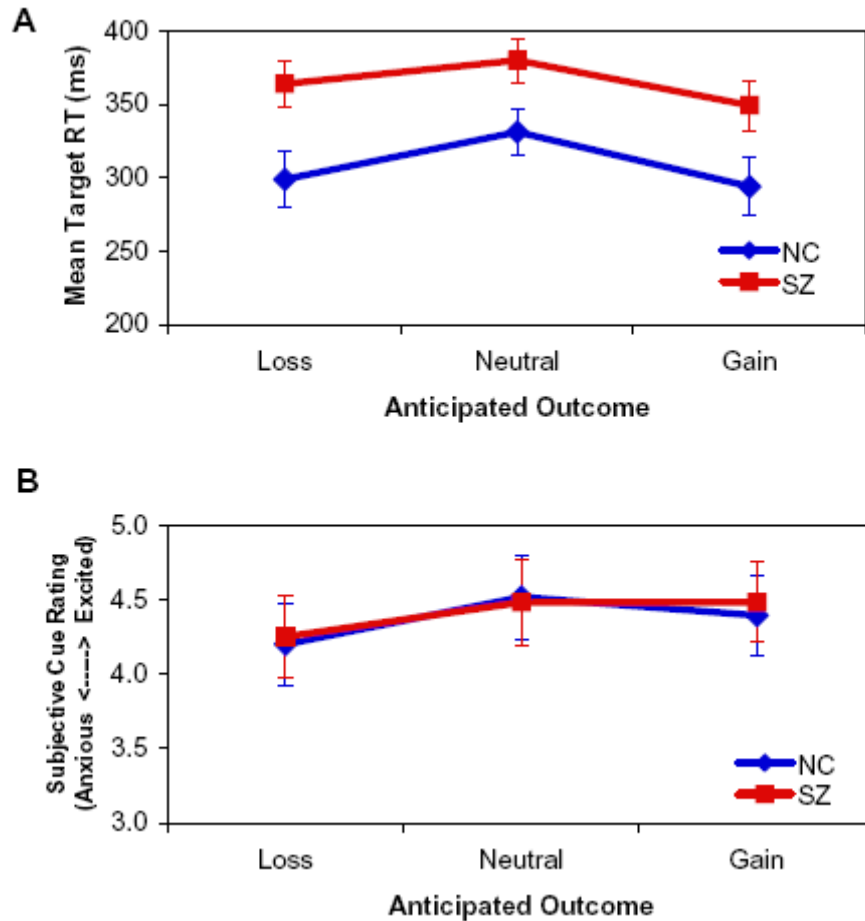 A
400
350
300
250
200
Mean Target RT (ms)
NC
SZ
Loss Neutral Gain
Anticipated Outcome
B
5.0
4.5
4.0
3.5
3.0
Subjective Cue Rating
(Anxious <-----> Excited)
NC
SZ
Loss Neutral Gain
Anticipated Outcome